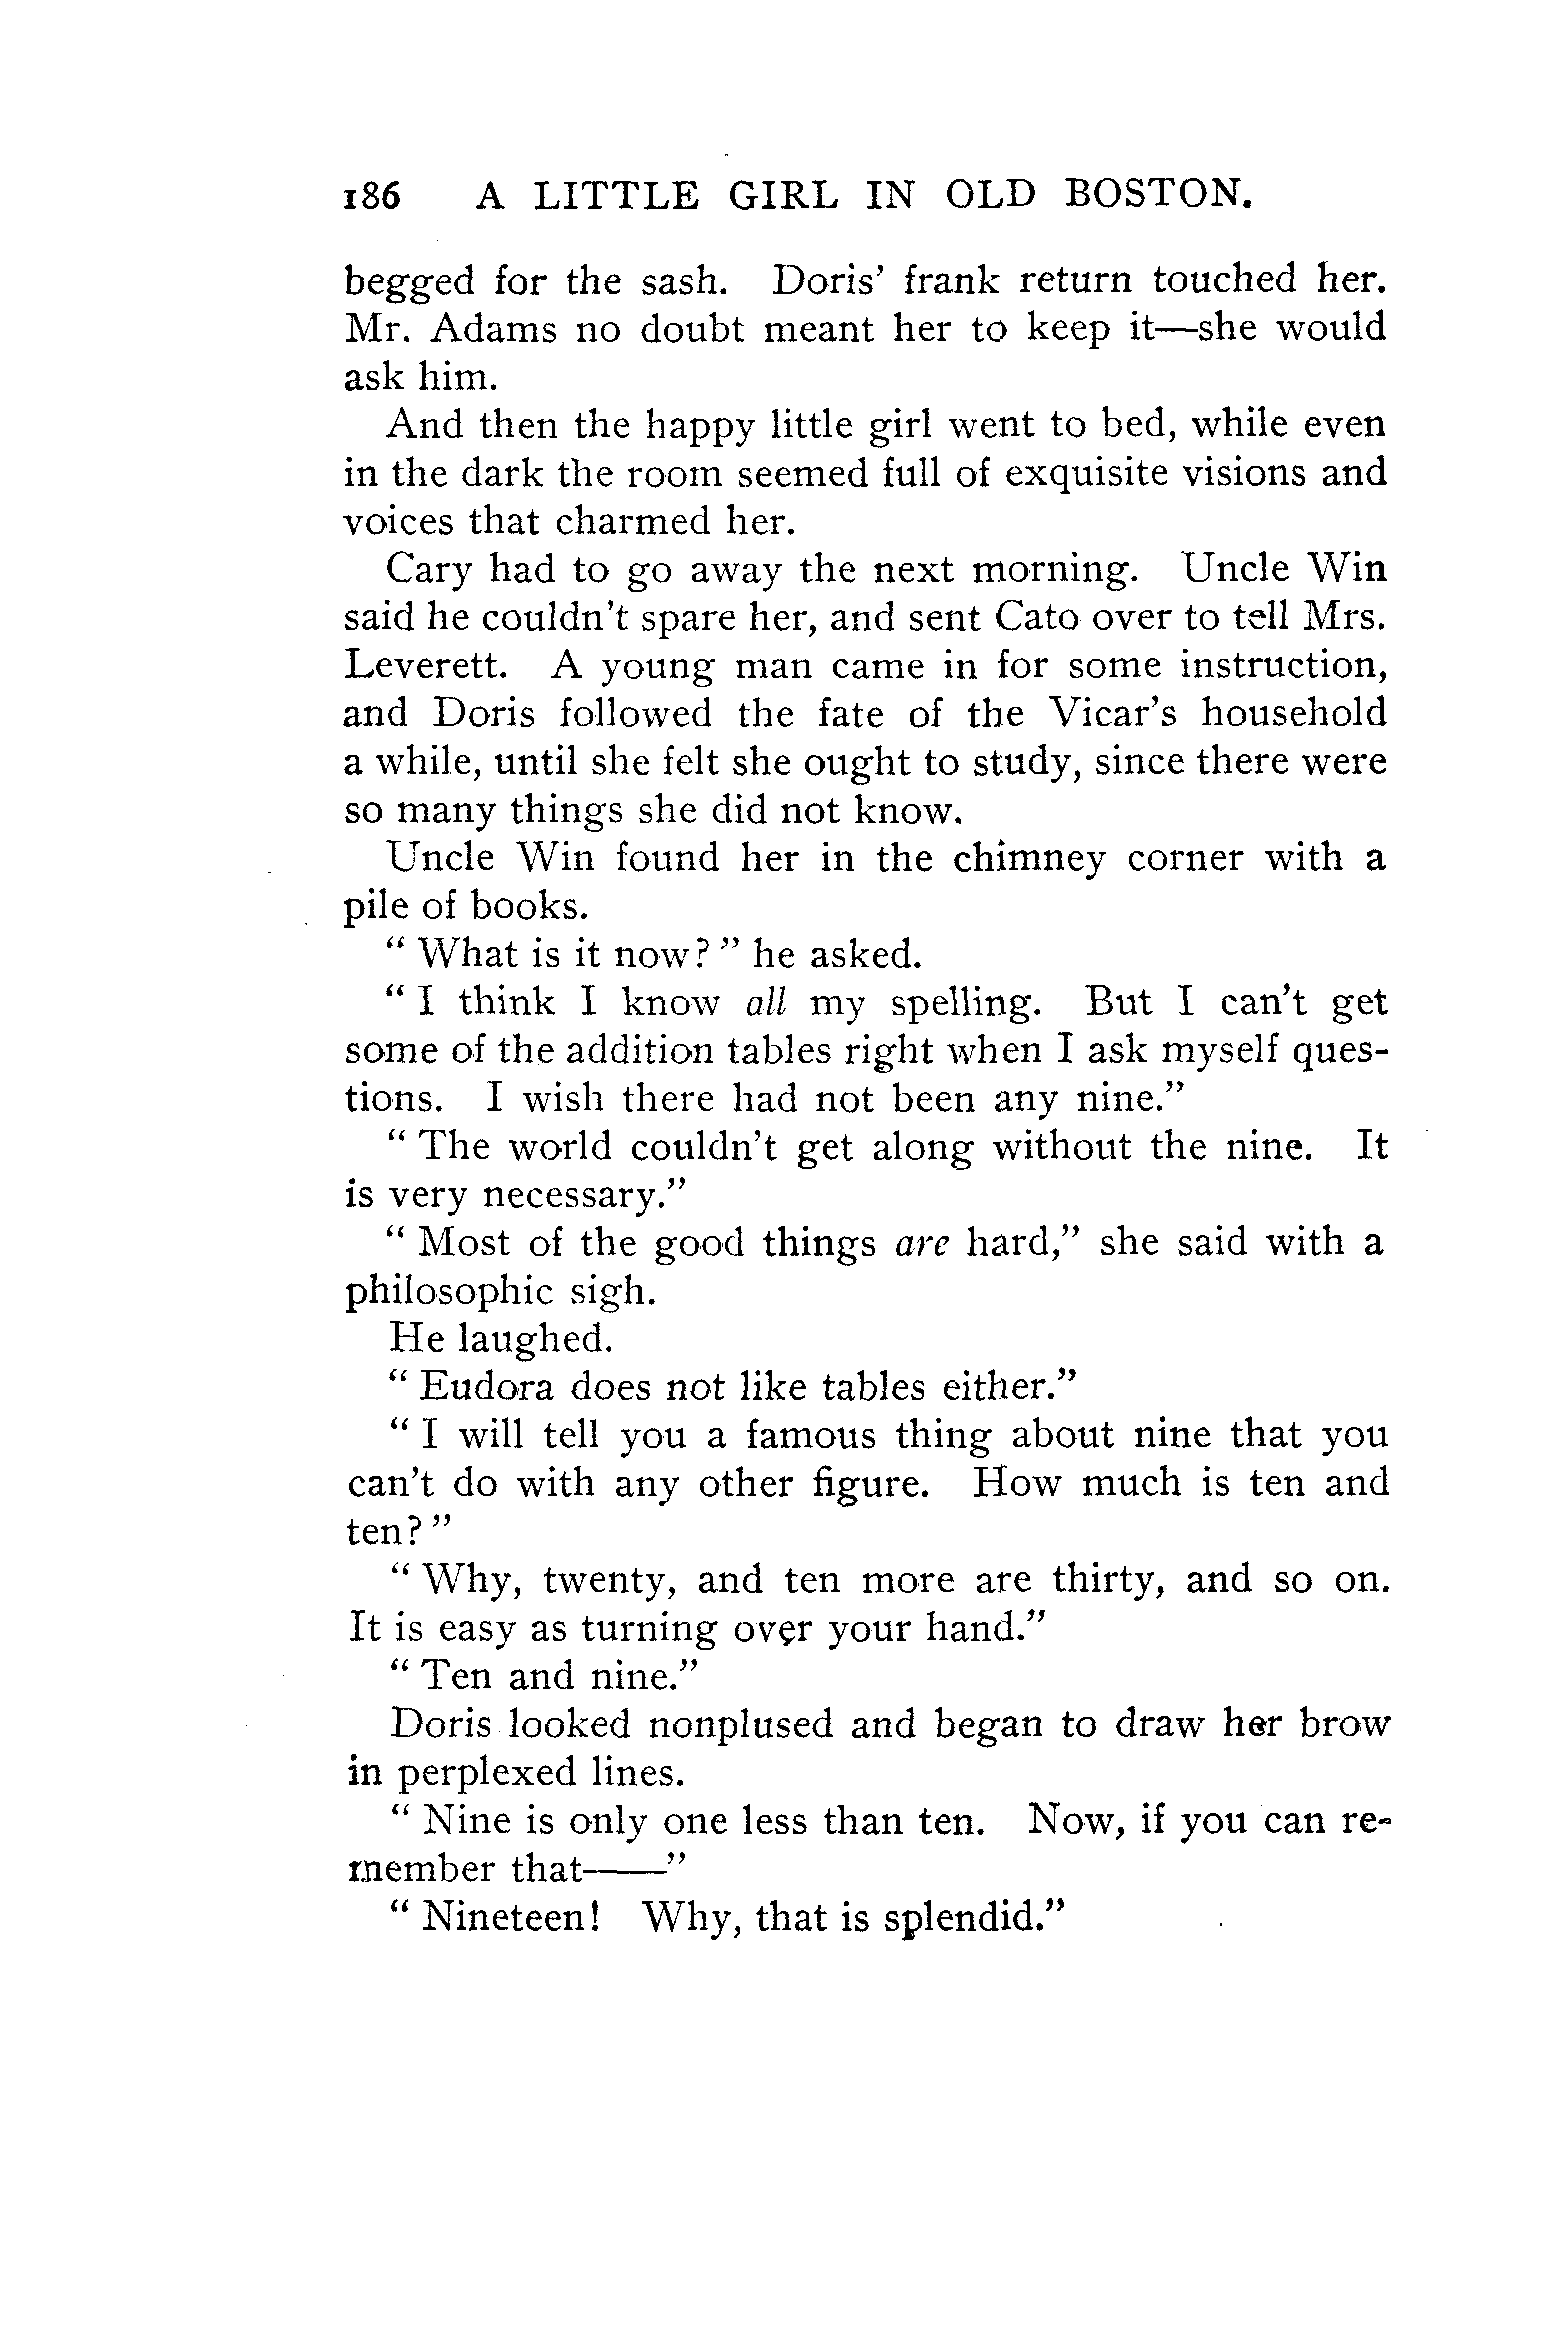 186 A LITTLE GIRL IN OLD BOSTON.
begged for the sash. Doris' frank return touched her.
Mr. Adams no doubt meant her to keep it—she would
ask him.
And then the happy little girl went to bed, while even
in the dark the room seemed full of exquisite visions and
voices that charmed her.
Cary had to go away the next morning. Uncle Win
said he couldn't spare her, and sent Cato over to tell Mrs.
Leverett. A young man came in for some instruction,
and Doris followed the fate of the Vicar's household
a while, until she felt she ought to study, since there were
so many things she did not know.
Uncle Win found her in the chimney corner with a
pile of books.
“ What is it now? ” he asked.
“ I think I know all my spelling. But I can't get
some of the addition tables right when I ask myself ques-
tions. I wish there had not been any nine.”
“ The world couldn't get along without the nine. It
is very necessary.”
“ Most of the good things are hard,” she said with a
philosophic sigh.
He laughed.
“ Eudora does not like tables either.”
“ I will tell you a famous thing about nine that you
can't do with any other figure. How much is ten and
ten? ”
“ Why, twenty, and ten more are thirty, and so on.
It is easy as turning over your hand.”
“ Ten and nine.”
Doris looked nonplused and began to draw her brow
in perplexed lines.
“ Nine is only one less than ten. Now, if you can re-
member that——”
“ Nineteen! Why, that is splendid.”